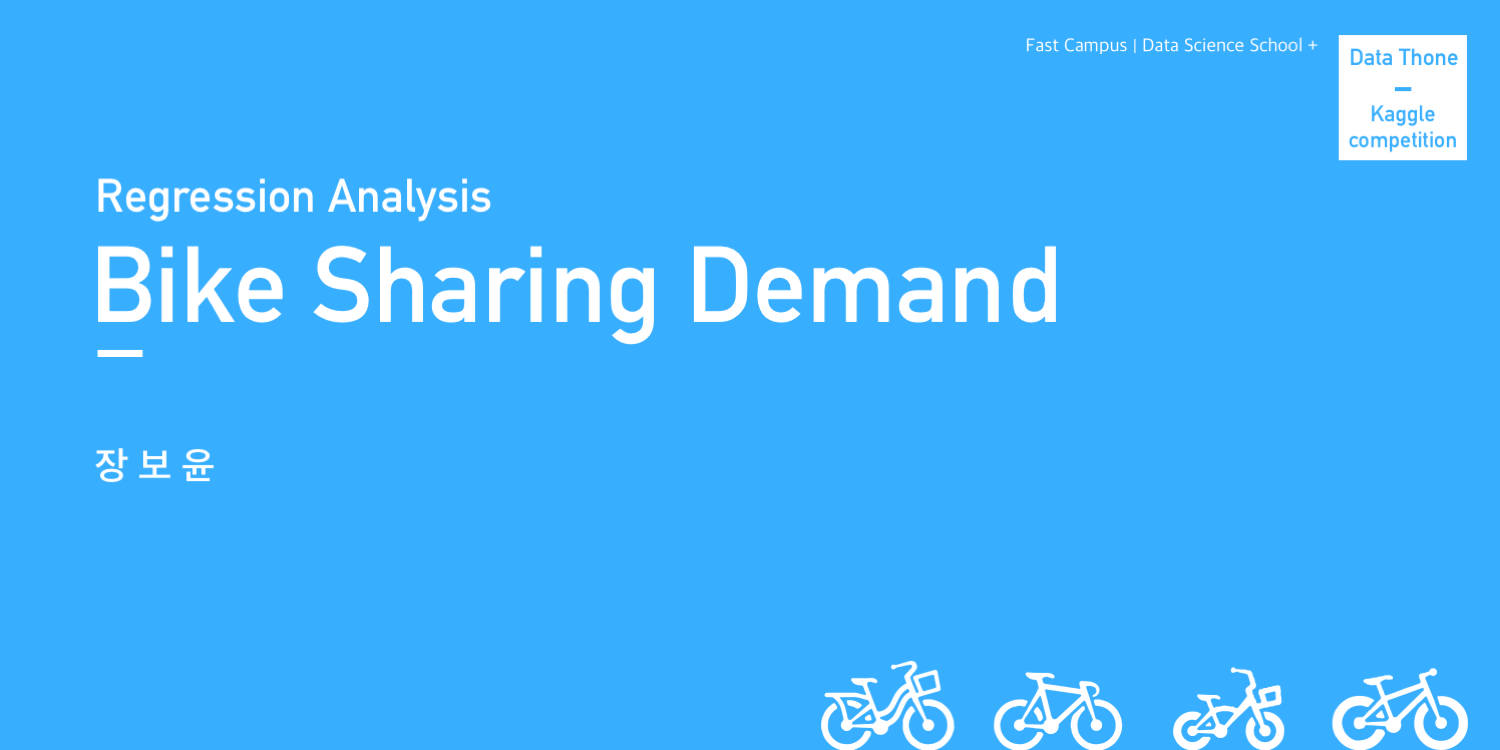 Fast Campus | Data Science School +
Data Thone
–
Kaggle
competition
Regression Analysis
Bike Sharing Demand
장 보 윤